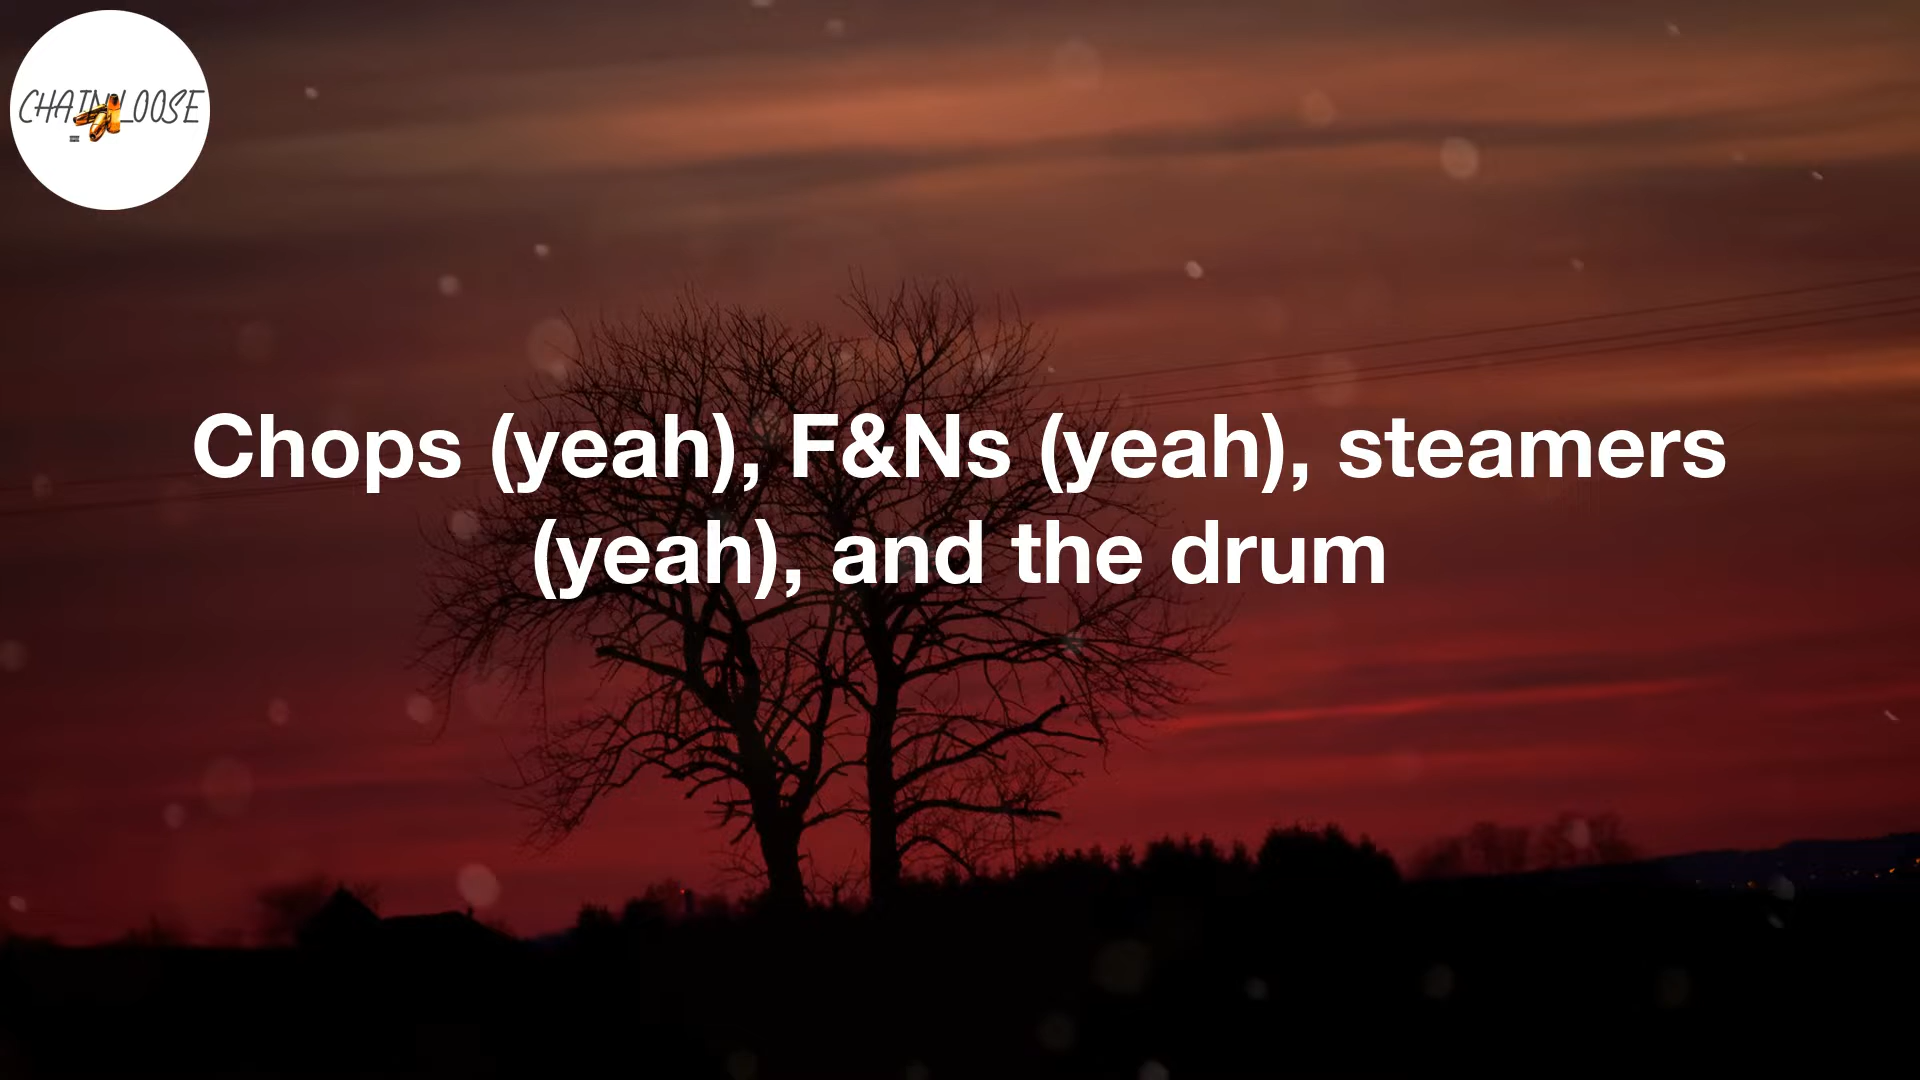 CHAIN LOOSE
Chops (yeah), F&Ns (yeah), steamers
(yeah), and the drum